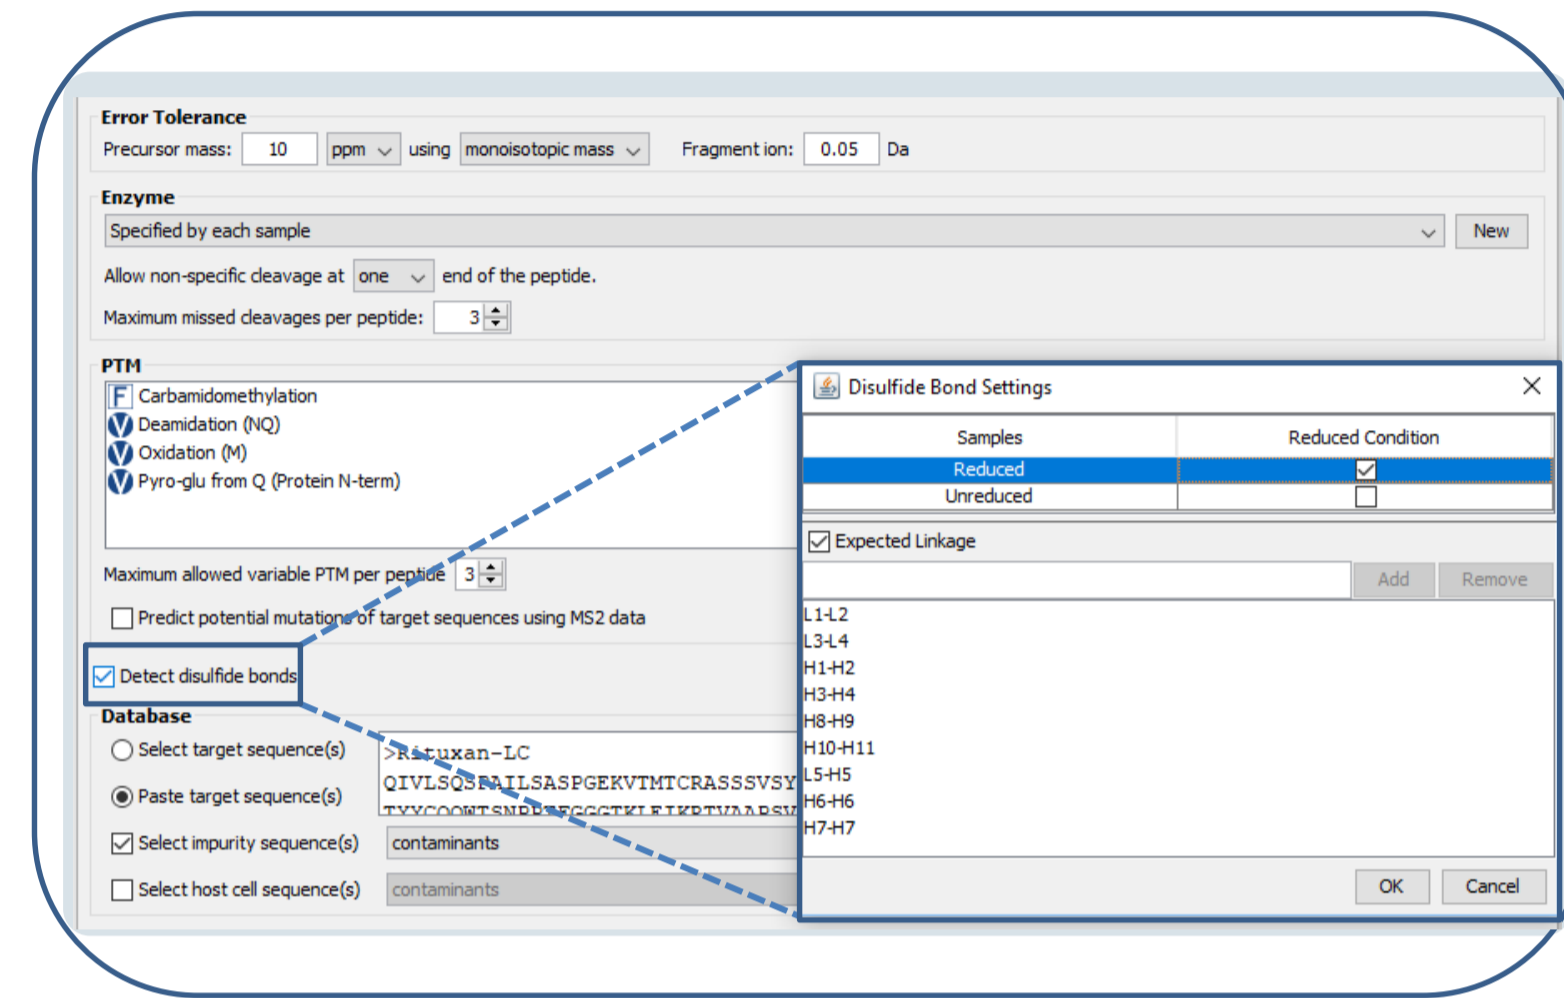 Error Tolerance
Precursor mass: 10 ppm using monoisotopic mass Fragment ion: 0.05 Da
Enzyme
Specified by each sample New
Allow non-specific cleavage at one end of the peptide.
Maximum missed cleavages per peptide: 3
PTM
F Carbamidomethylation
V Deamidation (NQ)
V Oxidation (M)
V Pyro-glu from Q (Protein N-term)
Maximum allowed variable PTM per peptide 3
Predict potential mutations of target sequences using MS2 data
Detect disulfide bonds
Database
Select target sequence(s)
Paste target sequence(s)
>Rituxan-LC
QIVLSQSPAILSASPGEKVTMTCRASSSVSY
Select impurity sequence(s) contaminants
Select host cell sequence(s) contaminants
Disulfide Bond Settings
Samples Reduced Condition
Reduced
Unreduced
Expected Linkage
Add Remove
L1-L2
L3-L4
H1-H2
H3-H4
H8-H9
H10-H11
L5-H5
H6-H6
H7-H7
OK Cancel